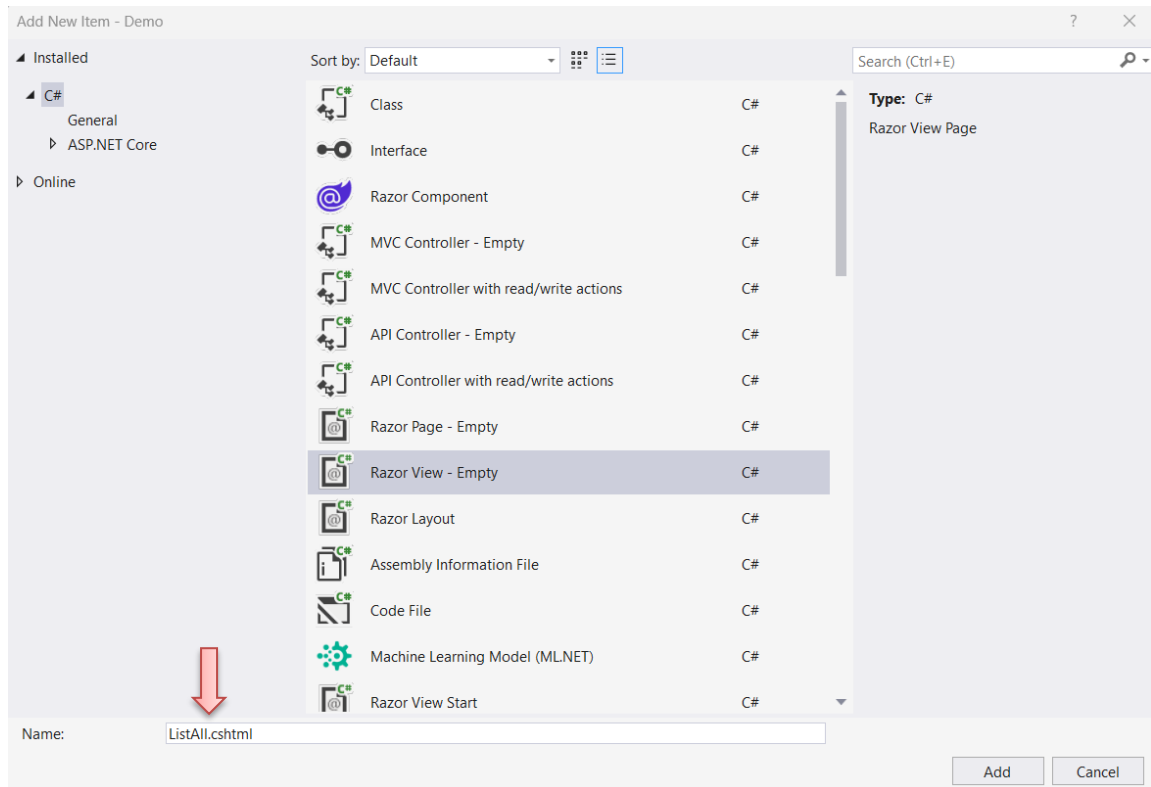 Add New Item - Demo
Installed
C#
General
ASP.NET Core
Online
Sort by: Default
Search (Ctrl+E)
Class C#
Interface C#
Razor Component C#
MVC Controller - Empty C#
MVC Controller with read/write actions C#
API Controller - Empty C#
API Controller with read/write actions C#
Razor Page - Empty C#
Razor View - Empty C#
Razor Layout C#
Assembly Information File C#
Code File C#
Machine Learning Model (ML.NET) C#
Razor View Start C#
Type: C#
Razor View Page
Name: ListAll.cshtml
Add Cancel